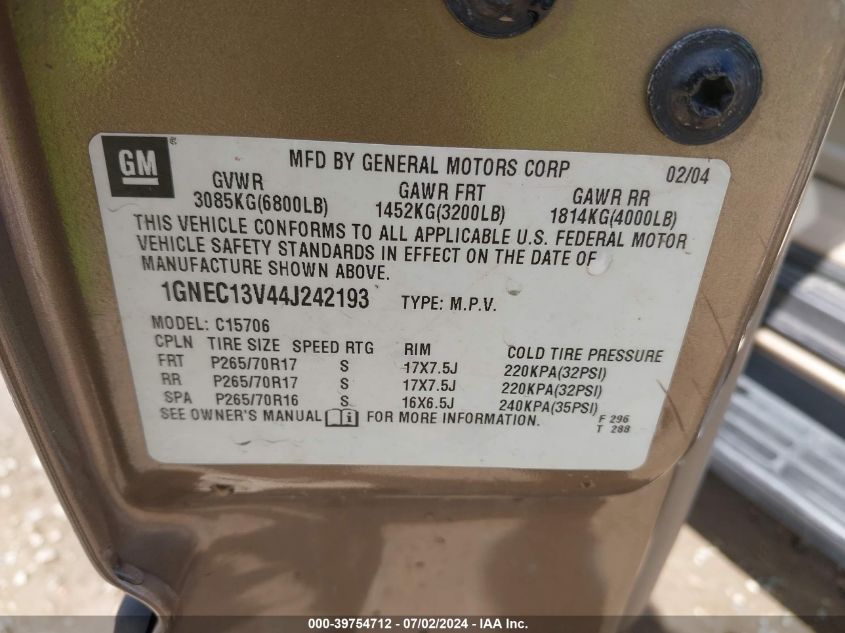 GM ® MFD BY GENERAL MOTORS CORP 02/04
GVWR GAWR FRT GAWR RR
3085KG(6800LB) 1452KG(3200LB) 1814KG(4000LB)
THIS VEHICLE CONFORMS TO ALL APPLICABLE U.S. FEDERAL MOTOR
VEHICLE SAFETY STANDARDS IN EFFECT ON THE DATE OF
MANUFACTURE SHOWN ABOVE.
1GNEC13V44J242193 TYPE: M.P.V.
MODEL: C15706
CPLN TIRE SIZE SPEED RTG RIM COLD TIRE PRESSURE
FRT P265/70R17 S 17X7.5J 220KPA(32PSI)
RR P265/70R17 S 17X7.5J 220KPA(32PSI)
SPA P265/70R16 S 16X6.5J 240KPA(35PSI)
SEE OWNER'S MANUAL i FOR MORE INFORMATION. F 296
T 288
000-39754712 - 07/02/2024 - IAA Inc.